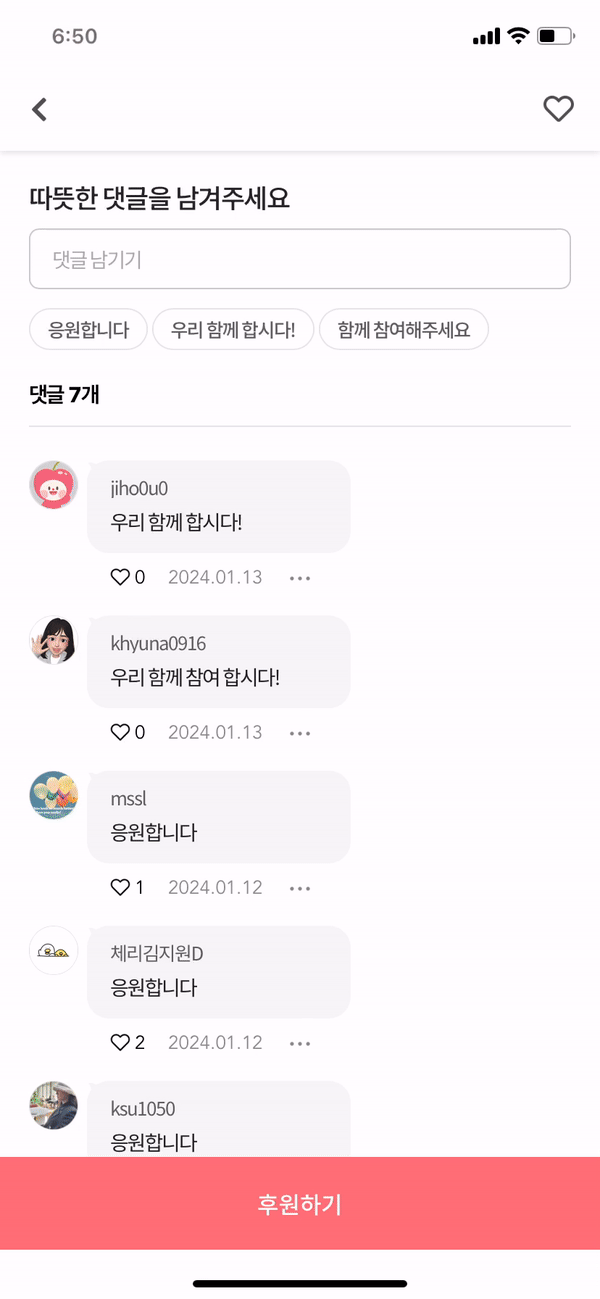 6:50
따뜻한 댓글을 남겨주세요
댓글 남기기
응원합니다 우리 함께 합시다! 함께 참여해주세요
댓글 7개
jiho0u0
우리 함께 합시다!
0 2024.01.13 ...
khyuna0916
우리 함께 참여 합시다!
0 2024.01.13 ...
mssl
응원합니다
1 2024.01.12 ...
체리김지원D
응원합니다
2 2024.01.12 ...
ksu1050
응원합니다
후원하기